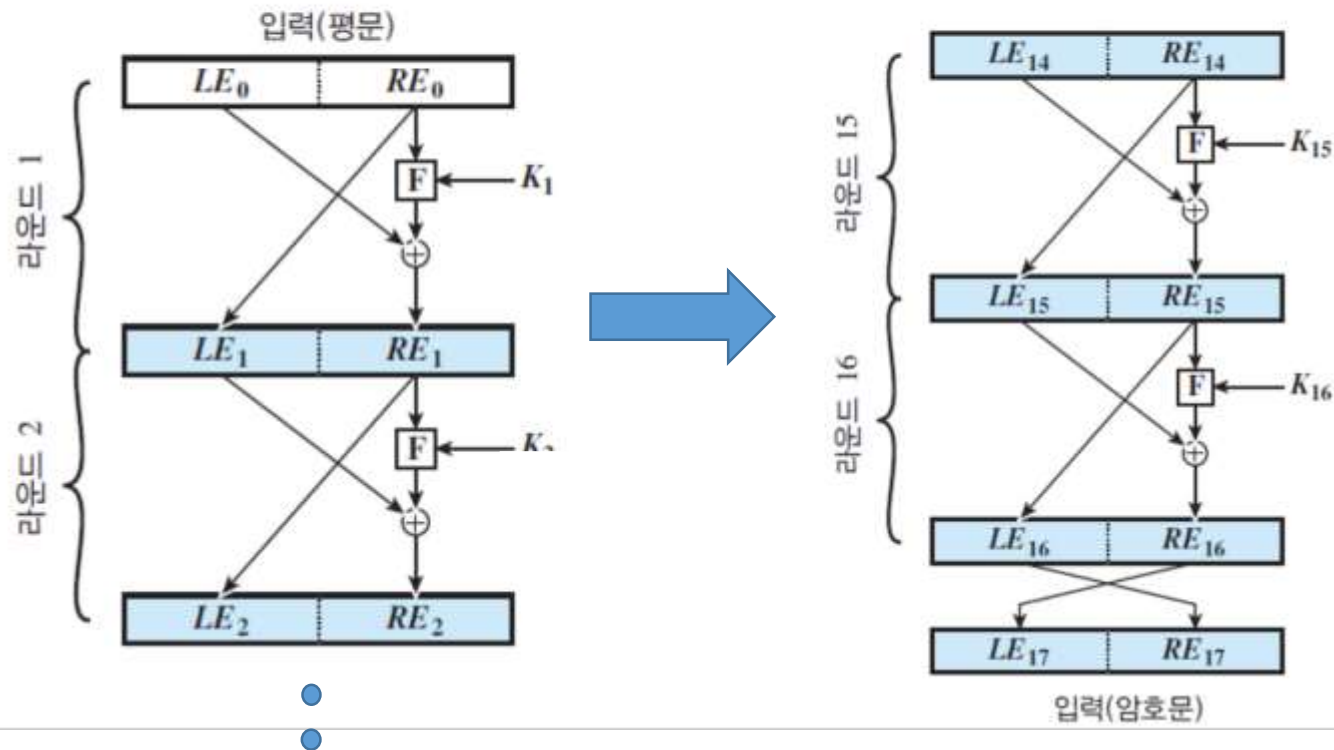 입력(평문)
LE0 RE0
라운드 1
F K1
LE1 RE1
라운드 2
F
LE2 RE2
LE14 RE14
라운드 15
F K15
LE15 RE15
라운드 16
F K16
LE16 RE16
LE17 RE17
입력(암호문)